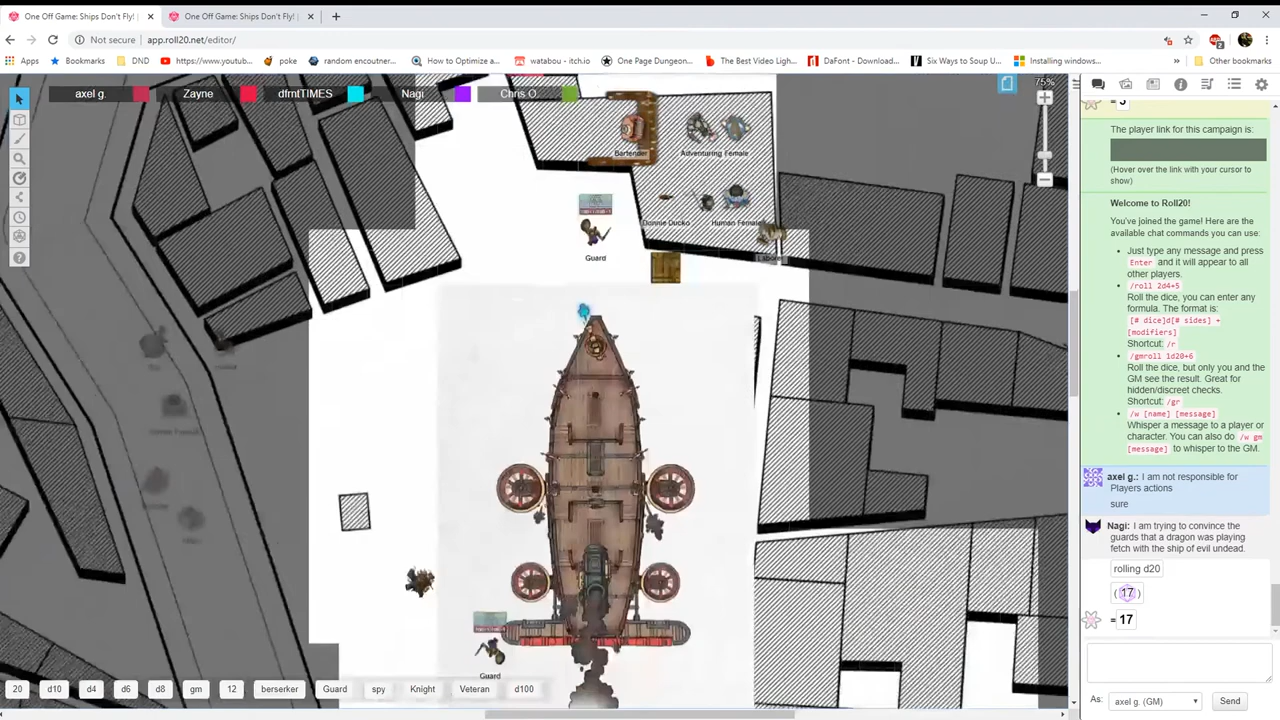 One Off Game: Ships Don't Fly! |
One Off Game: Ships Don't Fly! |
Not secure | app.roll20.net/editor/
Apps
Bookmarks
DND
https://www.youtub...
poke
random encoutner...
How to Optimize a...
watabou - itch.io
One Page Dungeon...
The Best Video Ligh...
DaFont - Download...
Six Ways to Soup U...
Installing windows...
Other bookmarks
axel g.
Zayne
dfmtTIMES
Nagi
Chris O
75%
Bartender
Adventuring Female
Donnie Ducko
Human Female
Guard
Laborer
Guard
20
d10
d4
d6
d8
gm
12
berserker
Guard
spy
Knight
Veteran
d100
The player link for this campaign is:
(Hover over the link with your cursor to
show)
Welcome to Roll20!
You've joined the game! Here are the
available chat commands you can use:
• Just type any message and press
Enter and it will appear to all
other players.
• /roll 2d4+5
Roll the dice, you can enter any
formula. The format is:
[# dice]d[# sides] +
[modifiers]
Shortcut: /r
• /gmroll 1d20+6
Roll the dice, but only you and the
GM see the result. Great for
hidden/discreet checks.
Shortcut: /gr
• /w [name] [message]
Whisper a message to a player or
character. You can also do /w gm
[message] to whisper to the GM.
axel g.: I am not responsible for
Players actions
sure
Nagi: I am trying to convince the
guards that a dragon was playing
fetch with the ship of evil undead.
rolling d20
(17)
= 17
As:
axel g. (GM)
Send